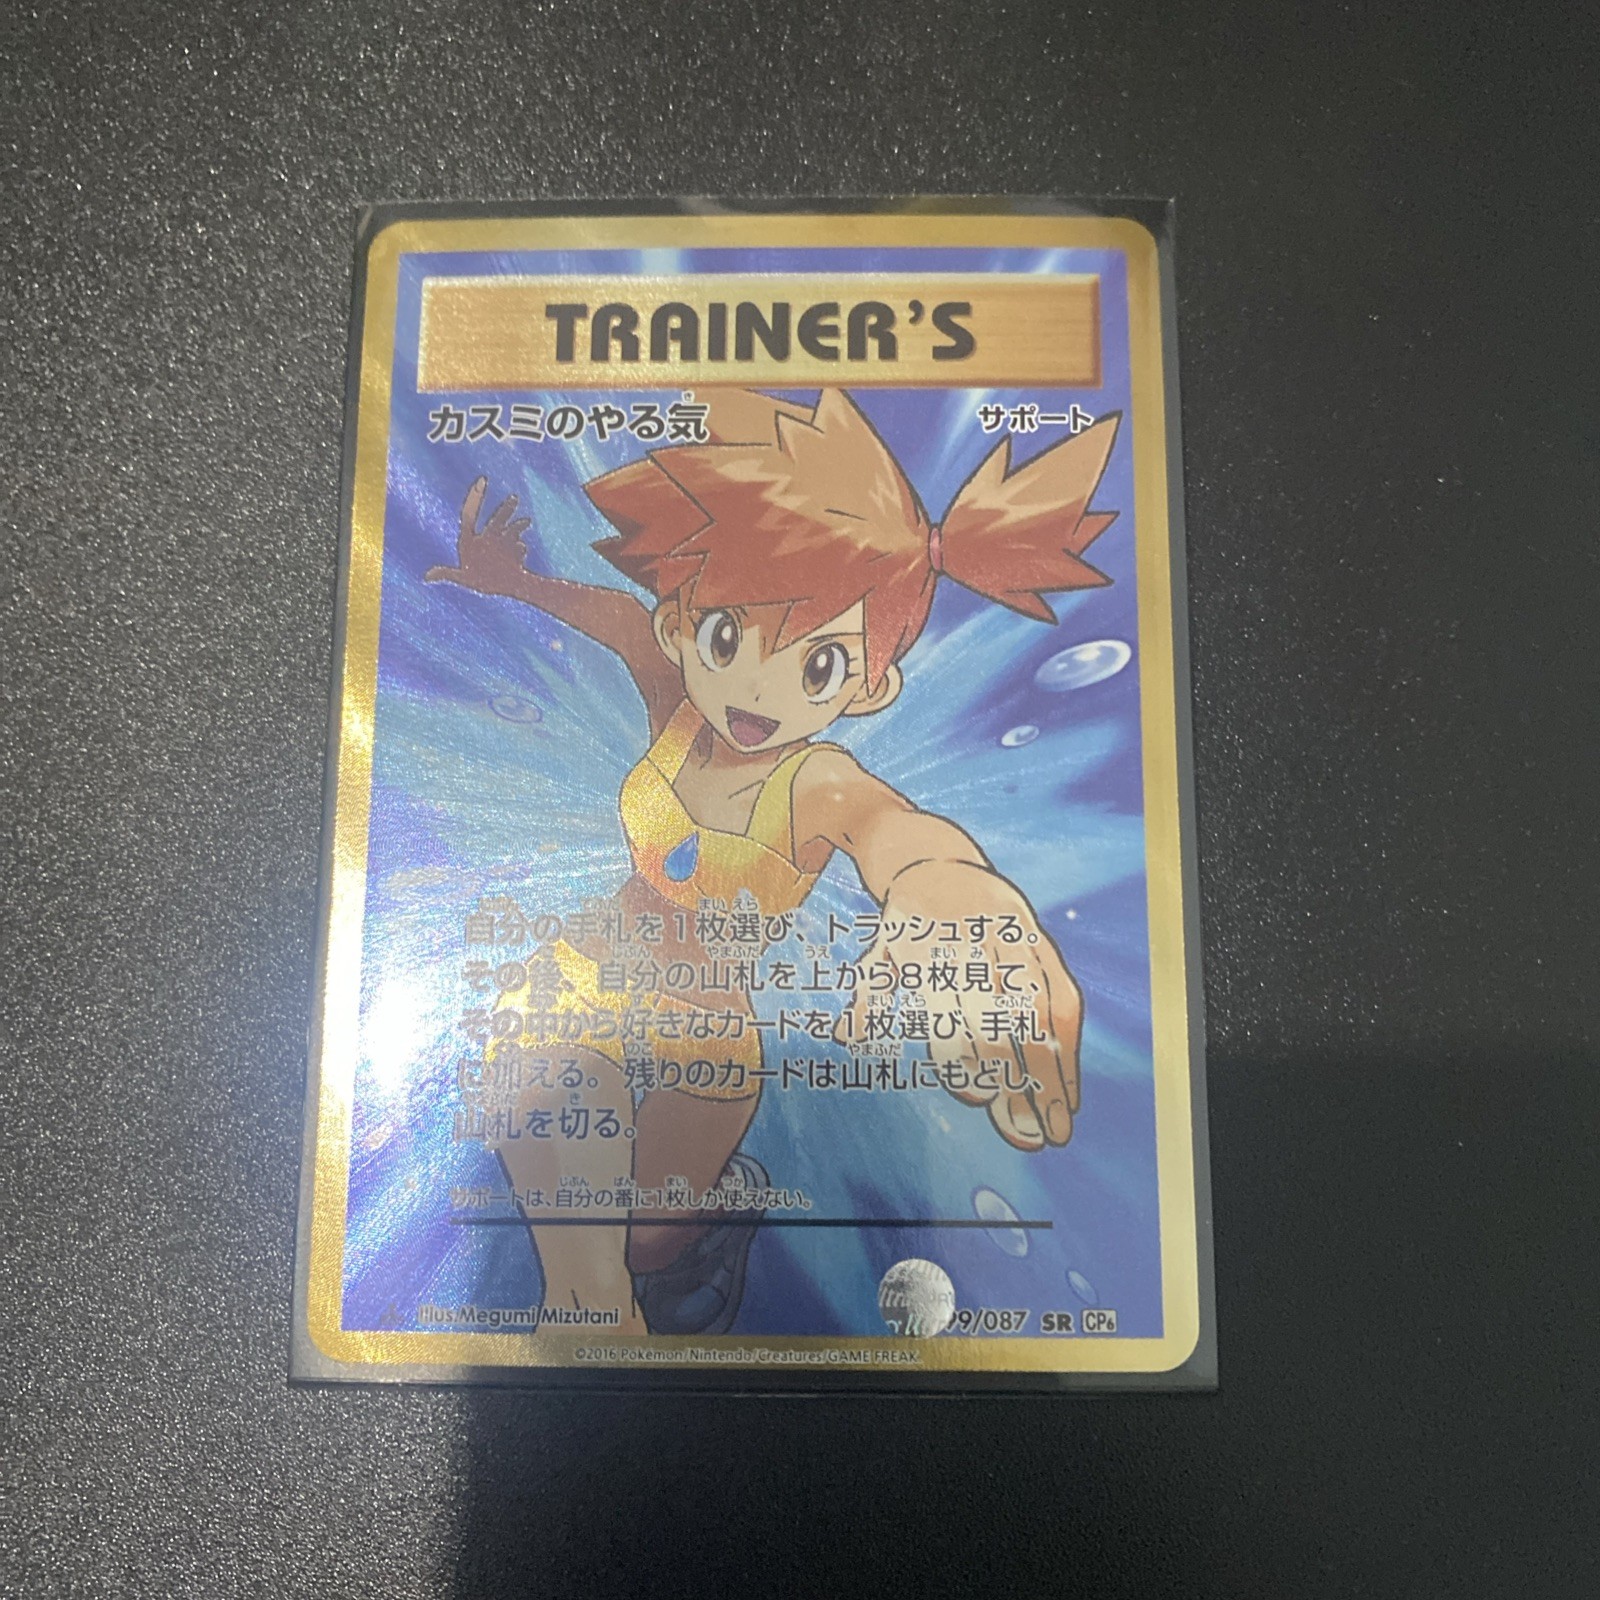 TRAINER'S
カスミのやる気
サポート
自分の手札を1枚選び、トラッシュする。
その後、自分の山札を上から8枚見て、
その中から好きなカードを1枚選び、手札
に加える。残りのカードは山札にもどし、
山札を切る。
サポートは、自分の番に1枚しか使えない。
Illus.Megumi Mizutani
99/087 SR CP6
©2016 Pokémon/Nintendo/Creatures/GAME FREAK